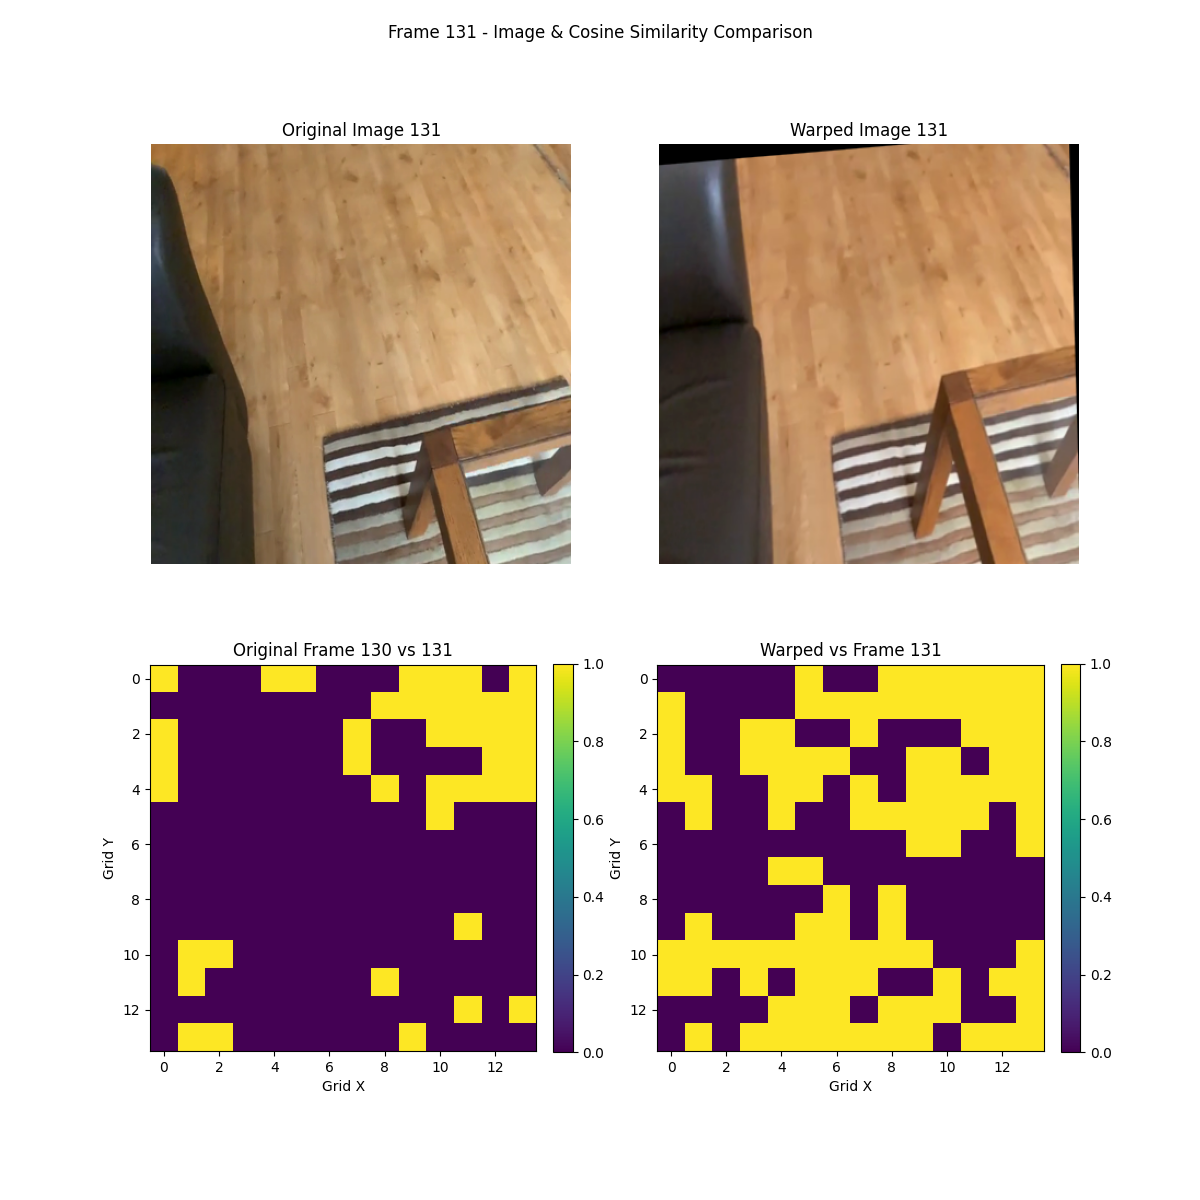 Frame 131 - Image & Cosine Similarity Comparison
Original Image 131
Warped Image 131
Original Frame 130 vs 131
Warped vs Frame 131
0
2
4
6
8
10
12
Grid Y
0 2 4 6 8 10 12
Grid X
1.0
0.8
0.6
0.4
0.2
0.0
0
2
4
6
8
10
12
Grid Y
0 2 4 6 8 10 12
Grid X
1.0
0.8
0.6
0.4
0.2
0.0